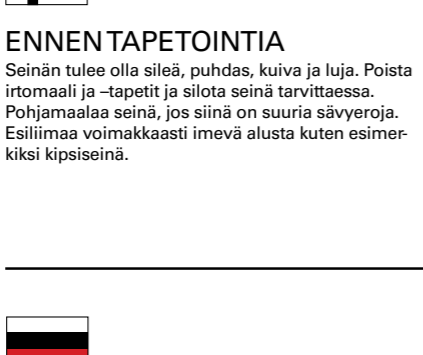 ENNEN TAPETOINTIA
Seinän tulee olla sileä, puhdas, kuiva ja luja. Poista
irtomaali ja –tapetit ja silota seinä tarvittaessa.
Pohjamaalaa seinä, jos siinä on suuria sävyeroja.
Esiliimaa voimakkaasti imevä alusta kuten esimer-
kiksi kipsiseinä.